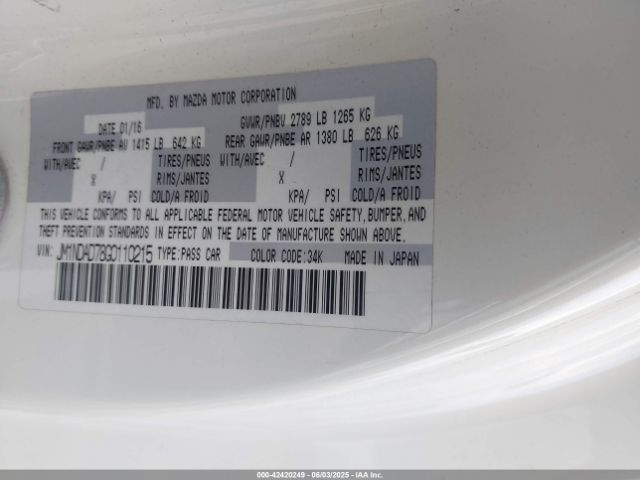 MFD. BY MAZDA MOTOR CORPORATION
DATE 01/16 GVWR/PNBV 2789 LB 1265 KG
FRONT GAWR/PNBE AV 1415 LB 642 KG REAR GAWR/PNBE AR 1380 LB 626 KG
WITH/AVEC / TIRES/PNEUS WITH/AVEC / TIRES/PNEUS
X RIMS/JANTES X RIMS/JANTES
KPA/ PSI COLD/A FROID KPA/ PSI COLD/A FROID
THIS VEHICLE CONFORMS TO ALL APPLICABLE FEDERAL MOTOR VEHICLE SAFETY, BUMPER, AND
THEFT PREVENTION STANDARDS IN EFFECT ON THE DATE OF MANUFACTURE SHOWN ABOVE.
VIN: JM1NDAD78G0110215 TYPE:PASS CAR COLOR CODE:34K MADE IN JAPAN
000-42420249 - 06/03/2025 - IAA Inc.